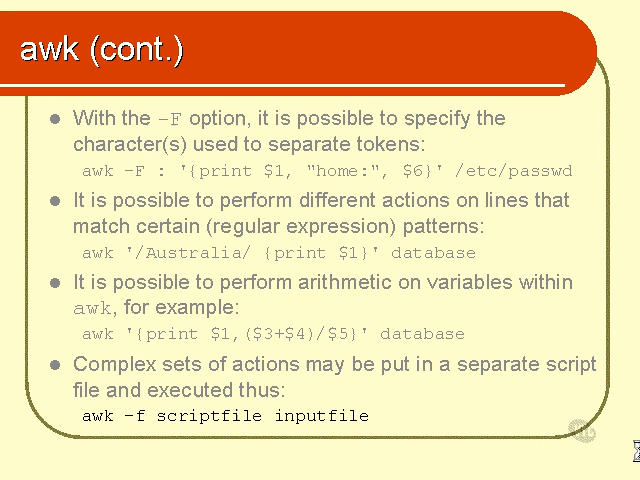 awk (cont.)
With the -F option, it is possible to specify the
character(s) used to separate tokens:
awk -F : '{print $1, "home:", $6}' /etc/passwd
It is possible to perform different actions on lines that
match certain (regular expression) patterns:
awk '/Australia/ {print $1}' database
It is possible to perform arithmetic on variables within
awk, for example:
awk '{print $1,($3+$4)/$5}' database
Complex sets of actions may be put in a separate script
file and executed thus:
awk -f scriptfile inputfile